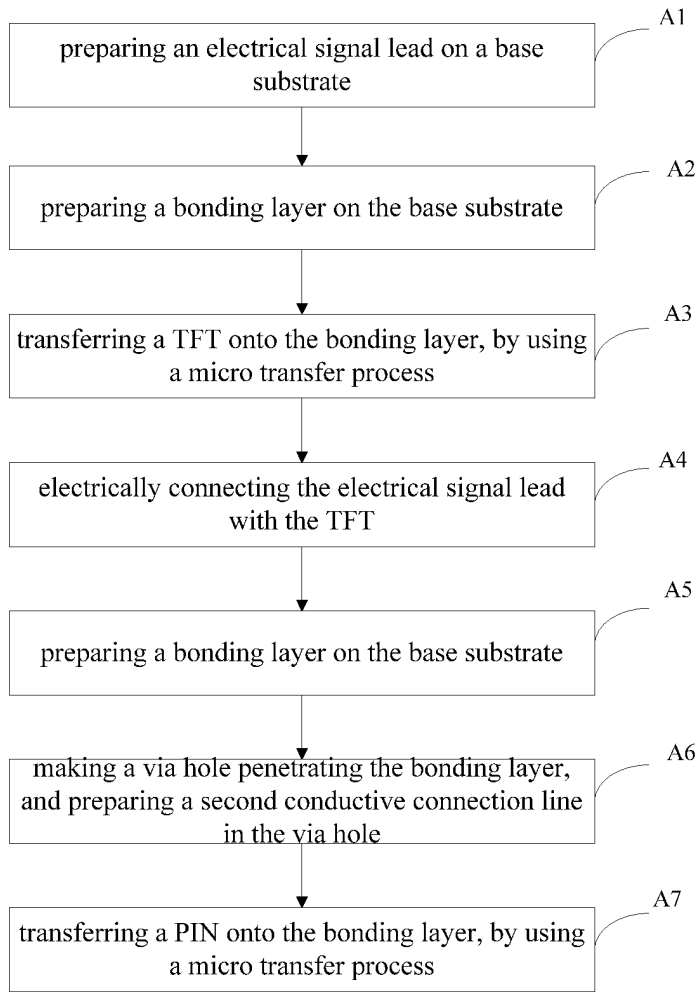 A1
preparing an electrical signal lead on a base
substrate
A2
preparing a bonding layer on the base substrate
A3
transferring a TFT onto the bonding layer, by using
a micro transfer process
A4
electrically connecting the electrical signal lead
with the TFT
A5
preparing a bonding layer on the base substrate
A6
making a via hole penetrating the bonding layer,
and preparing a second conductive connection line
in the via hole
A7
transferring a PIN onto the bonding layer, by using
a micro transfer process